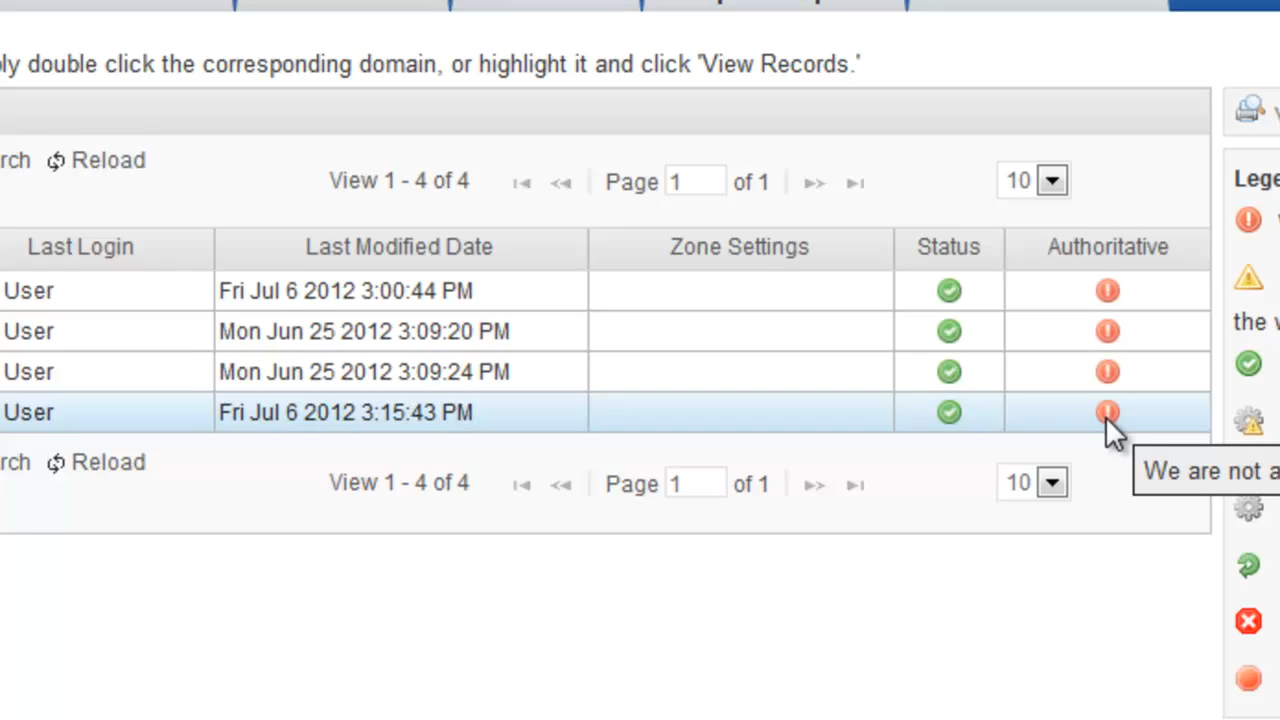 double click the corresponding domain, or highlight it and click 'View Records.'
Reload View 1 - 4 of 4 Page 1 of 1 10
Last Login Last Modified Date Zone Settings Status Authoritative
User Fri Jul 6 2012 3:00:44 PM
User Mon Jun 25 2012 3:09:20 PM
User Mon Jun 25 2012 3:09:24 PM
User Fri Jul 6 2012 3:15:43 PM
Reload View 1 - 4 of 4 Page 1 of 1 10
We are not a
Lege
the